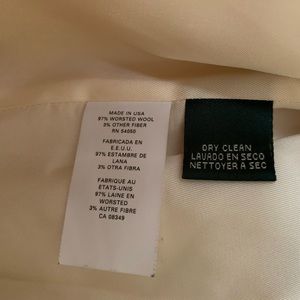 MADE IN USA
97% WORSTED WOOL
3% OTHER FIBER
RN 54050
FABRICADA EN
E.E.U.U.
97% ESTAMBRE DE
LANA
3% OTRA FIBRA
FABRIQUE AU
ETATS-UNIS
97% LAINE EN
WORSTED
3% AUTRE FIBRE
CA 08349
DRY CLEAN
LAVADO EN SECO
NETTOYER A SEC